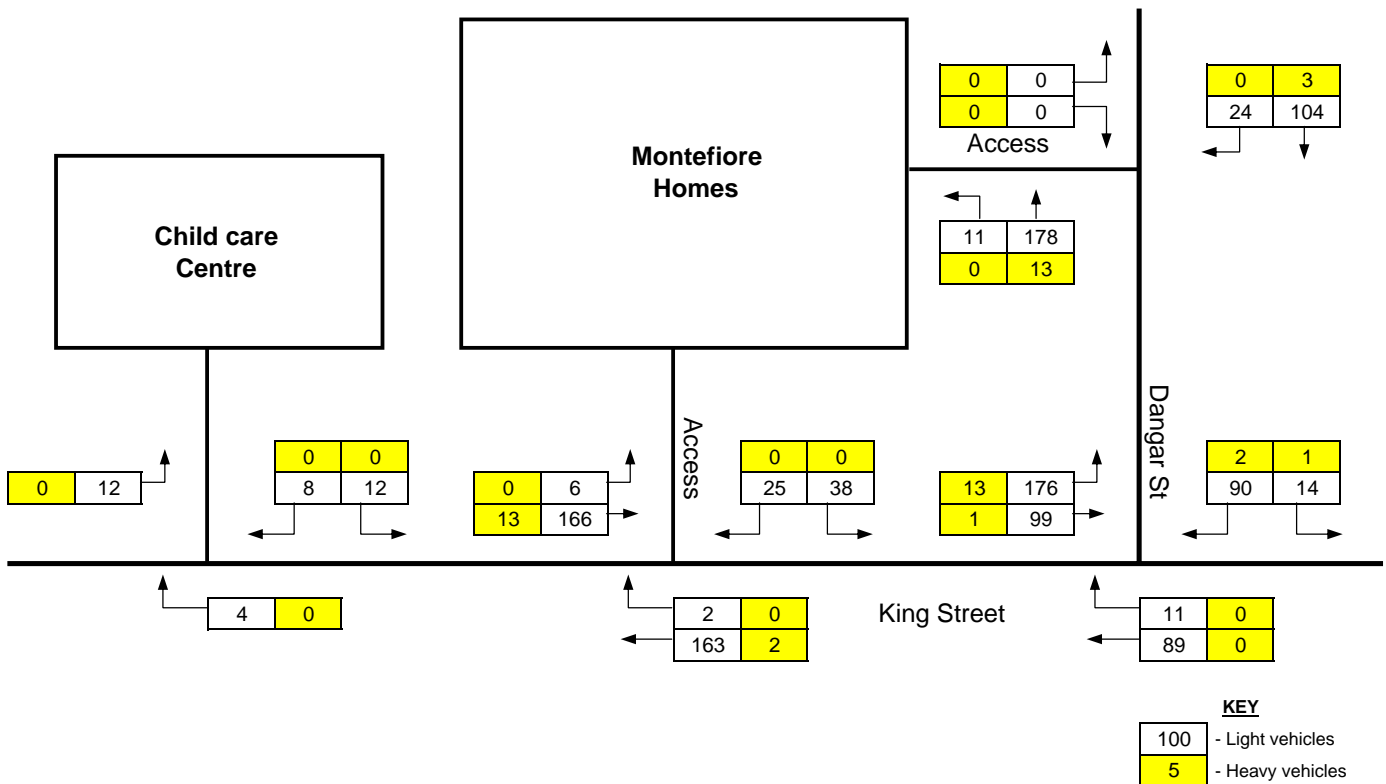 0 0
0 0
Access
0 3
24 104
Montefiore
Homes
Child care
Centre
11 178
0 13
Dangar St
Access
0 12
0 0
8 12
0 6
13 166
0 0
25 38
13 176
1 99
2 1
90 14
4 0
2 0
163 2
King Street
11 0
89 0
KEY
100 - Light vehicles
5 - Heavy vehicles